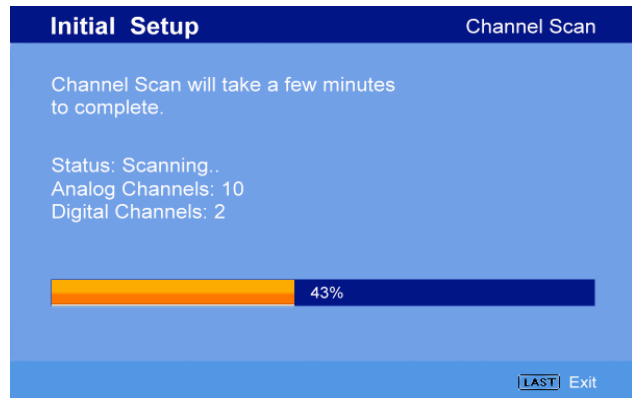 Initial Setup
Channel Scan
Channel Scan will take a few minutes
to complete.
Status: Scanning..
Analog Channels: 10
Digital Channels: 2
43%
LAST Exit